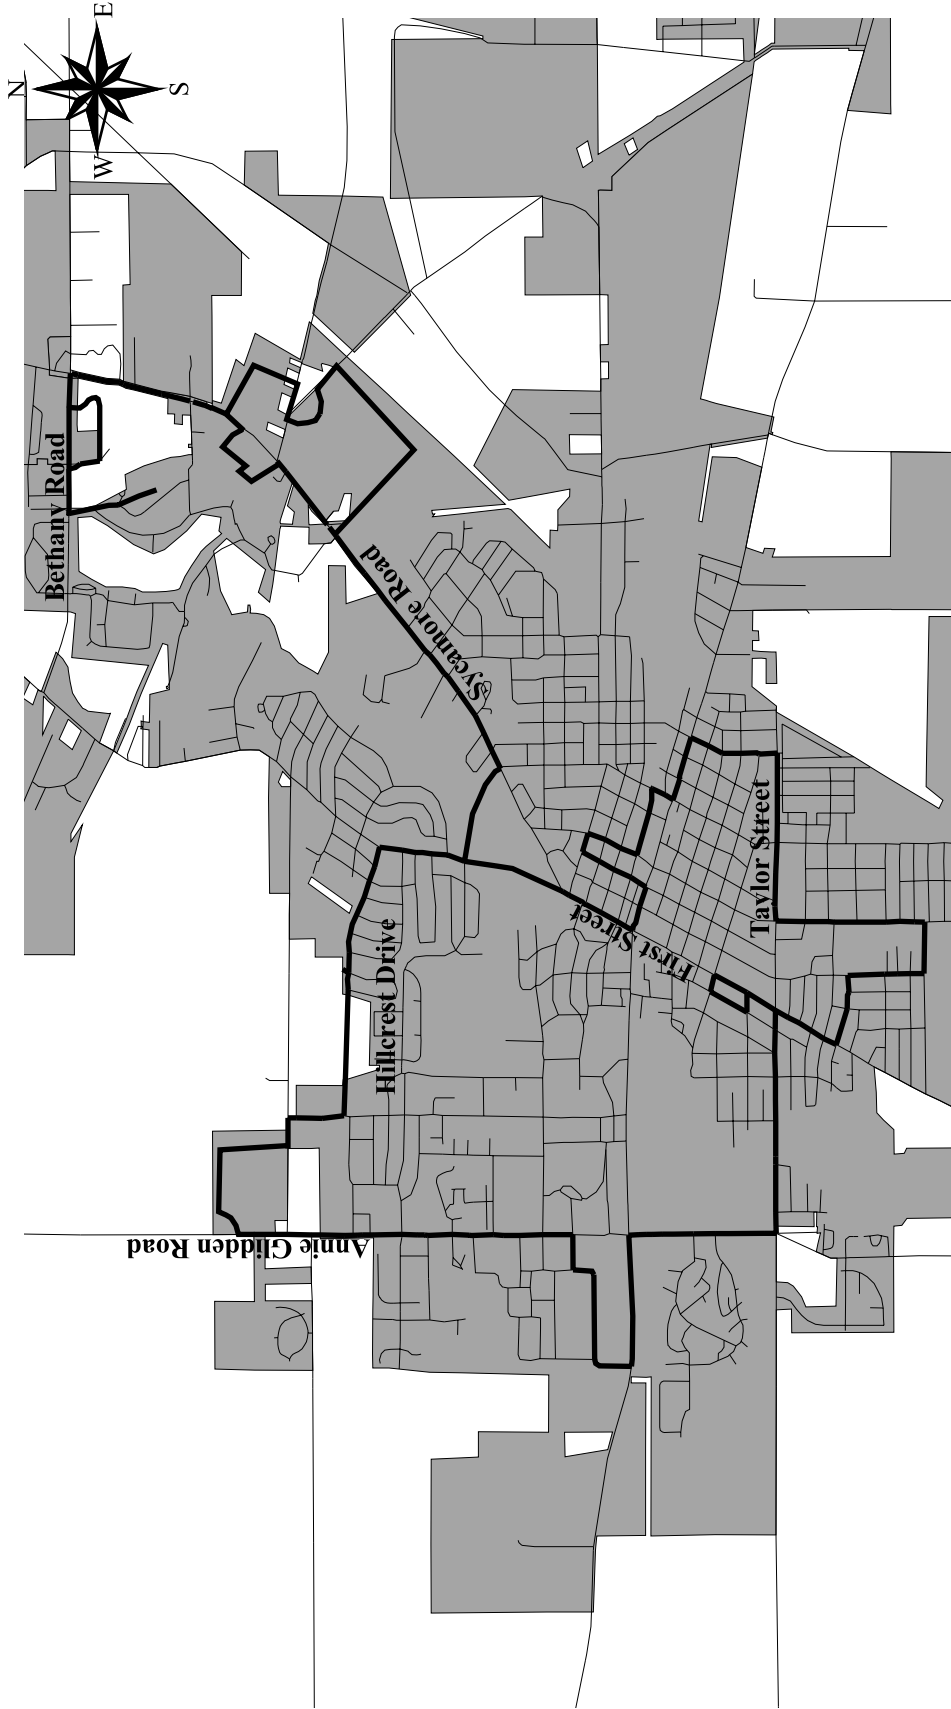 N
E
S
W
Bethany Road
Sycamore Road
Taylor Street
First Street
Hillcrest Drive
Annie Glidden Road